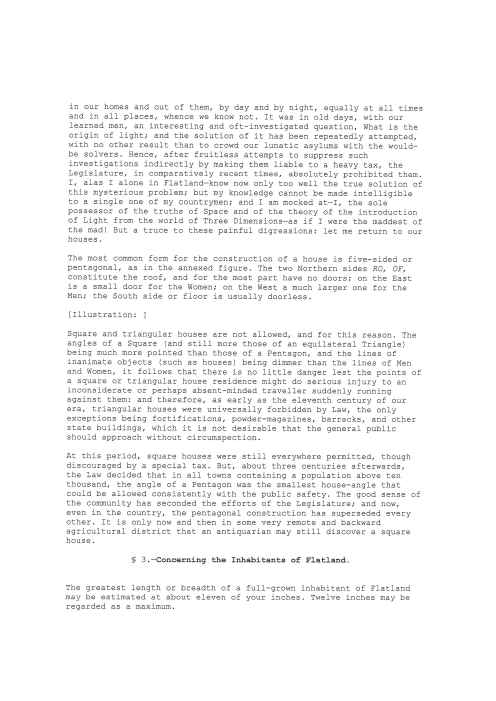 in our homes and out of them, by day and by night, equally at all times
and in all places, whence we know not. It was in old days, with our
learned men, an interesting and oft-investigated question, What is the
origin of light; and the solution of it has been repeatedly attempted,
with no other result than to crowd our lunatic asylums with the would-
be solvers. Hence, after fruitless attempts to suppress such
investigations indirectly by making them liable to a heavy tax, the
Legislature, in comparatively recent times, absolutely prohibited them.
I, alas I alone in Flatland—know now only too well the true solution of
this mysterious problem; but my knowledge cannot be made intelligible
to a single one of my countrymen; and I am mocked at—I, the sole
possessor of the truths of Space and of the theory of the introduction
of Light from the world of Three Dimensions—as if I were the maddest of
the mad! But a truce to these painful digressions: let me return to our
houses.
The most common form for the construction of a house is five-sided or
pentagonal, as in the annexed figure. The two Northern sides RO, OF,
constitute the roof, and for the most part have no doors; on the East
is a small door for the Women; on the West a much larger one for the
Men; the South side or floor is usually doorless.
[Illustration: ]
Square and triangular houses are not allowed, and for this reason. The
angles of a Square (and still more those of an equilateral Triangle)
being much more pointed than those of a Pentagon, and the lines of
inanimate objects (such as houses) being dimmer than the lines of Men
and Women, it follows that there is no little danger lest the points of
a square or triangular house residence might do serious injury to an
inconsiderate or perhaps absent-minded traveller suddenly running
against them: and therefore, as early as the eleventh century of our
era, triangular houses were universally forbidden by Law, the only
exceptions being fortifications, powder-magazines, barracks, and other
state buildings, which it is not desirable that the general public
should approach without circumspection.
At this period, square houses were still everywhere permitted, though
discouraged by a special tax. But, about three centuries afterwards,
the Law decided that in all towns containing a population above ten
thousand, the angle of a Pentagon was the smallest house-angle that
could be allowed consistently with the public safety. The good sense of
the community has seconded the efforts of the Legislature; and now,
even in the country, the pentagonal construction has superseded every
other. It is only now and then in some very remote and backward
agricultural district that an antiquarian may still discover a square
house.
§ 3.—Concerning the Inhabitants of Flatland.
The greatest length or breadth of a full-grown inhabitant of Flatland
may be estimated at about eleven of your inches. Twelve inches may be
regarded as a maximum.